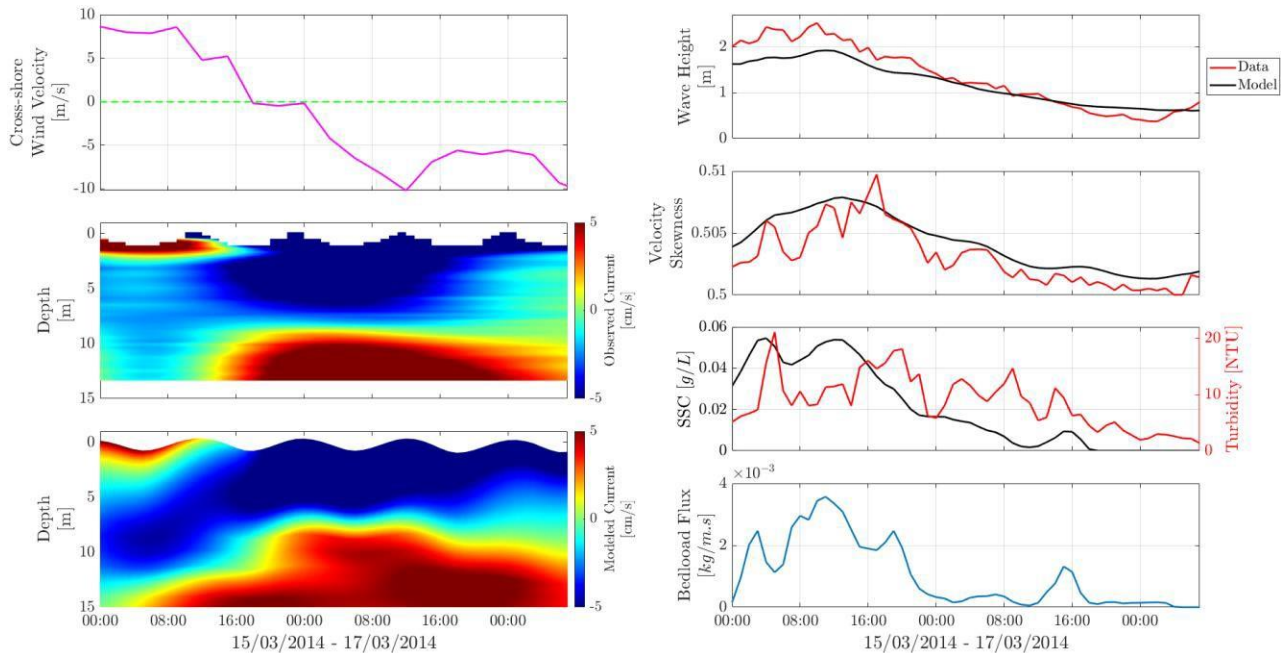 10
5
0
-5
-10
Cross-shore
Wind Velocity
[m/s]
0
5
10
15
Depth
[m]
5
0
-5
Observed Current
[cm/s]
0
5
10
15
Depth
[m]
5
0
-5
Modeled Current
[cm/s]
00:00 08:00 16:00 00:00 08:00 16:00 00:00
15/03/2014 - 17/03/2014
2
1
0
Wave Height
[m]
Data
Model
0.51
0.505
0.5
Velocity
Skewness
0.06
0.04
0.02
0
SSC [g/L]
20
10
0
Turbidity [NTU]
×10⁻³
4
2
0
Bedlooad Flux
[kg/m.s]
00:00 08:00 16:00 00:00 08:00 16:00 00:00
15/03/2014 - 17/03/2014